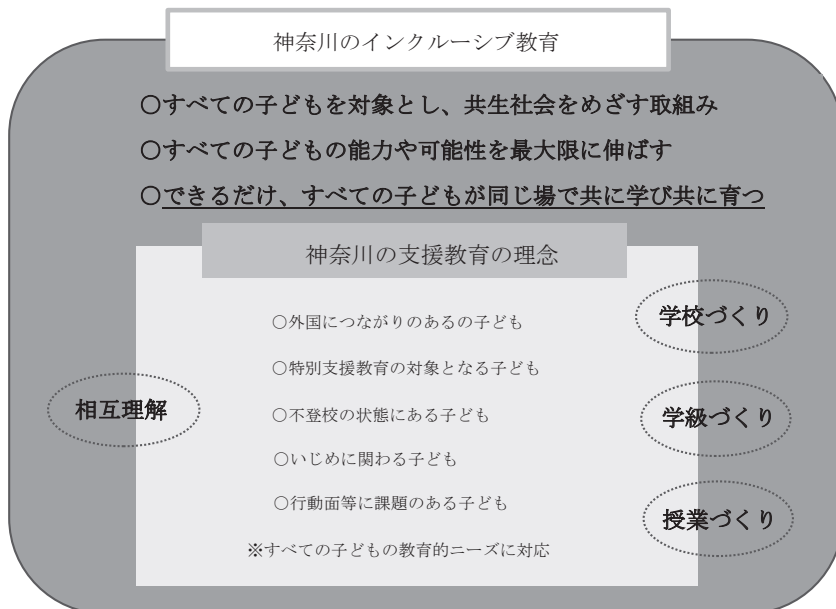 神奈川のインクルーシブ教育
○すべての子どもを対象とし、共生社会をめざす取組み
○すべての子どもの能力や可能性を最大限に伸ばす
○できるだけ、すべての子どもが同じ場で共に学び共に育つ
神奈川の支援教育の理念
○外国につながりのあるの子ども
○特別支援教育の対象となる子ども
○不登校の状態にある子ども
○いじめに関わる子ども
○行動面等に課題のある子ども
※すべての子どもの教育的ニーズに対応
相互理解
学校づくり
学級づくり
授業づくり